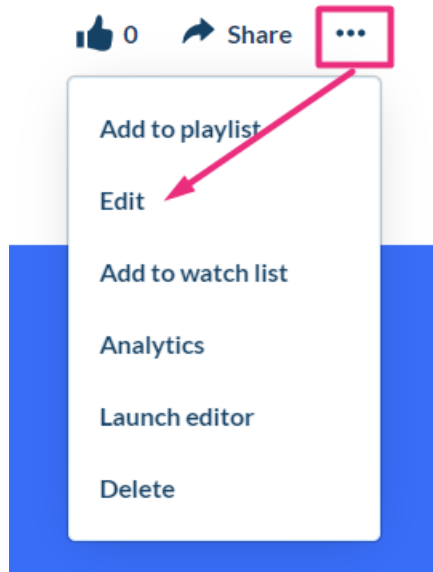 0 Share •••
Add to playlist
Edit
Add to watch list
Analytics
Launch editor
Delete